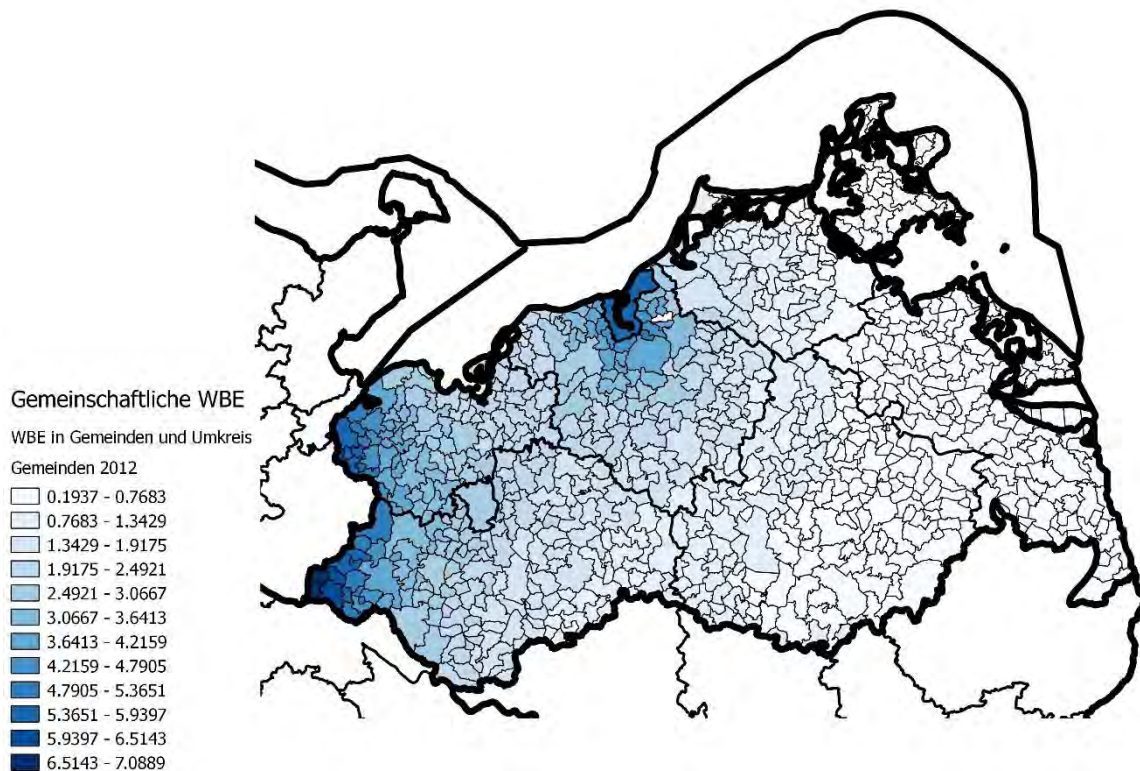 Gemeinschaftliche WBE
WBE in Gemeinden und Umkreis
Gemeinden 2012
0.1937 - 0.7683
0.7683 - 1.3429
1.3429 - 1.9175
1.9175 - 2.4921
2.4921 - 3.0667
3.0667 - 3.6413
3.6413 - 4.2159
4.2159 - 4.7905
4.7905 - 5.3651
5.3651 - 5.9397
5.9397 - 6.5143
6.5143 - 7.0889